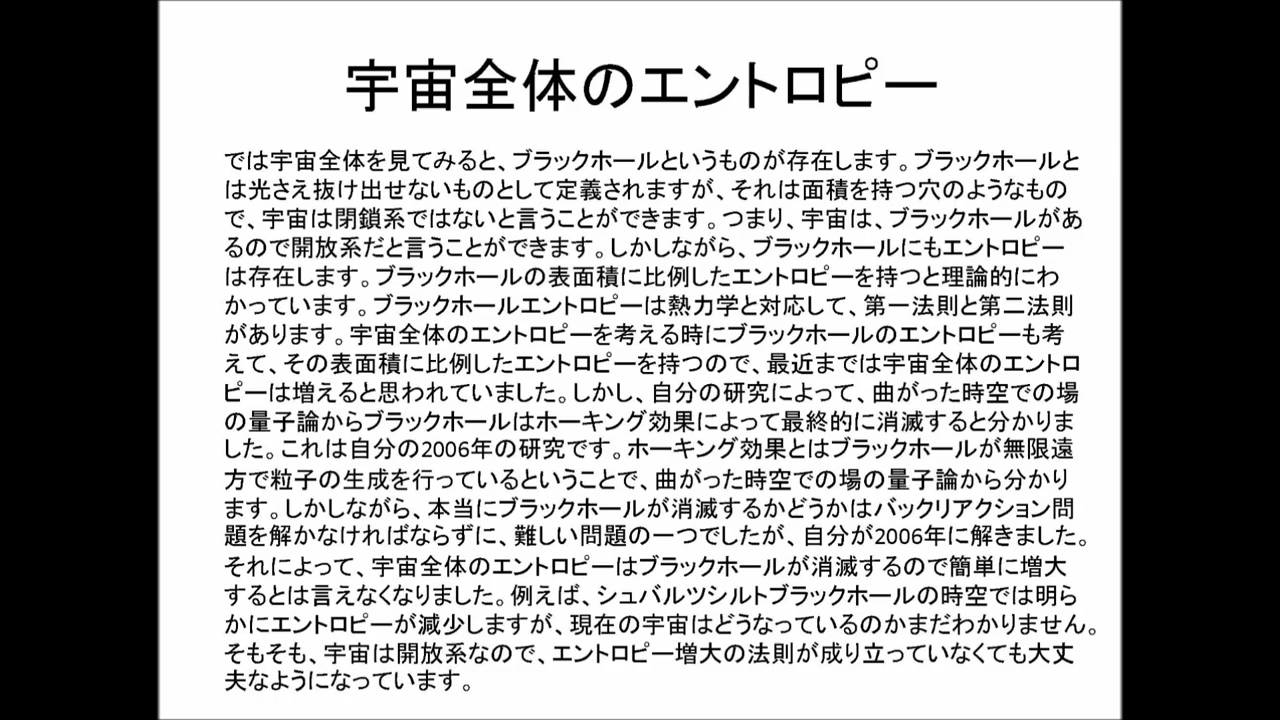 宇宙全体のエントロピー
では宇宙全体を見てみると、ブラックホールというものが存在します。ブラックホールと
は光さえ抜け出せないものとして定義されますが、それは面積を持つ穴のようなもの
で、宇宙は閉鎖系ではないと言うことができます。つまり、宇宙は、ブラックホールがあ
るので開放系だと言うことができます。しかしながら、ブラックホールにもエントロピー
は存在します。ブラックホールの表面積に比例したエントロピーを持つと理論的にわ
かっています。ブラックホールエントロピーは熱力学と対応して、第一法則と第二法則
があります。宇宙全体のエントロピーを考える時にブラックホールのエントロピーも考
えて、その表面積に比例したエントロピーを持つので、最近までは宇宙全体のエントロ
ピーは増えると思われていました。しかし、自分の研究によって、曲がった時空での場
の量子論からブラックホールはホーキング効果によって最終的に消滅すると分かりま
した。これは自分の2006年の研究です。ホーキング効果とはブラックホールが無限遠
方で粒子の生成を行っているということで、曲がった時空での場の量子論から分かり
ます。しかしながら、本当にブラックホールが消滅するかどうかはバックリアクション問
題を解かなければならずに、難しい問題の一つでしたが、自分が2006年に解きました。
それによって、宇宙全体のエントロピーはブラックホールが消滅するので簡単に増大
するとは言えなくなりました。例えば、シュバルツシルトブラックホールの時空では明ら
かにエントロピーが減少しますが、現在の宇宙はどうなっているのかまだわかりません。
そもそも、宇宙は開放系なので、エントロピー増大の法則が成り立っていなくても大丈
夫なようになっています。